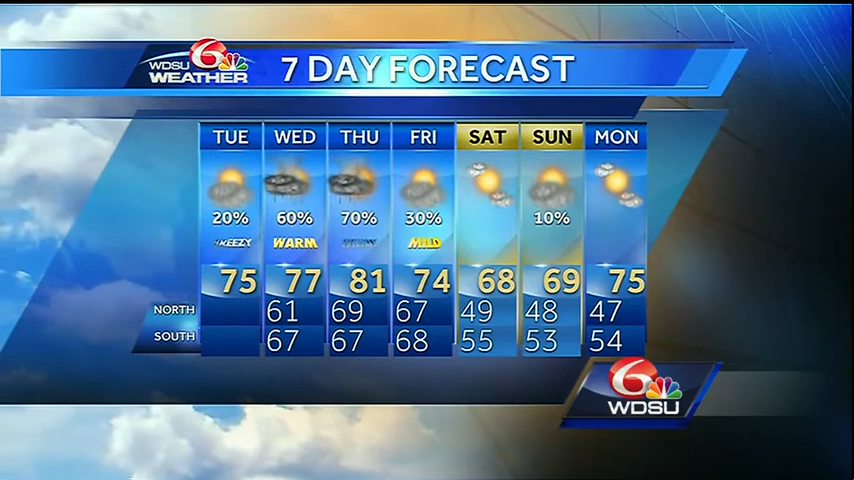 WDSU 6
WEATHER
7 DAY FORECAST
TUE WED THU FRI SAT SUN MON
20% 60% 70% 30% 10%
BREEZY WARM MILD
75 77 81 74 68 69 75
NORTH 61 69 67 49 48 47
SOUTH 67 67 68 55 53 54
6
WDSU